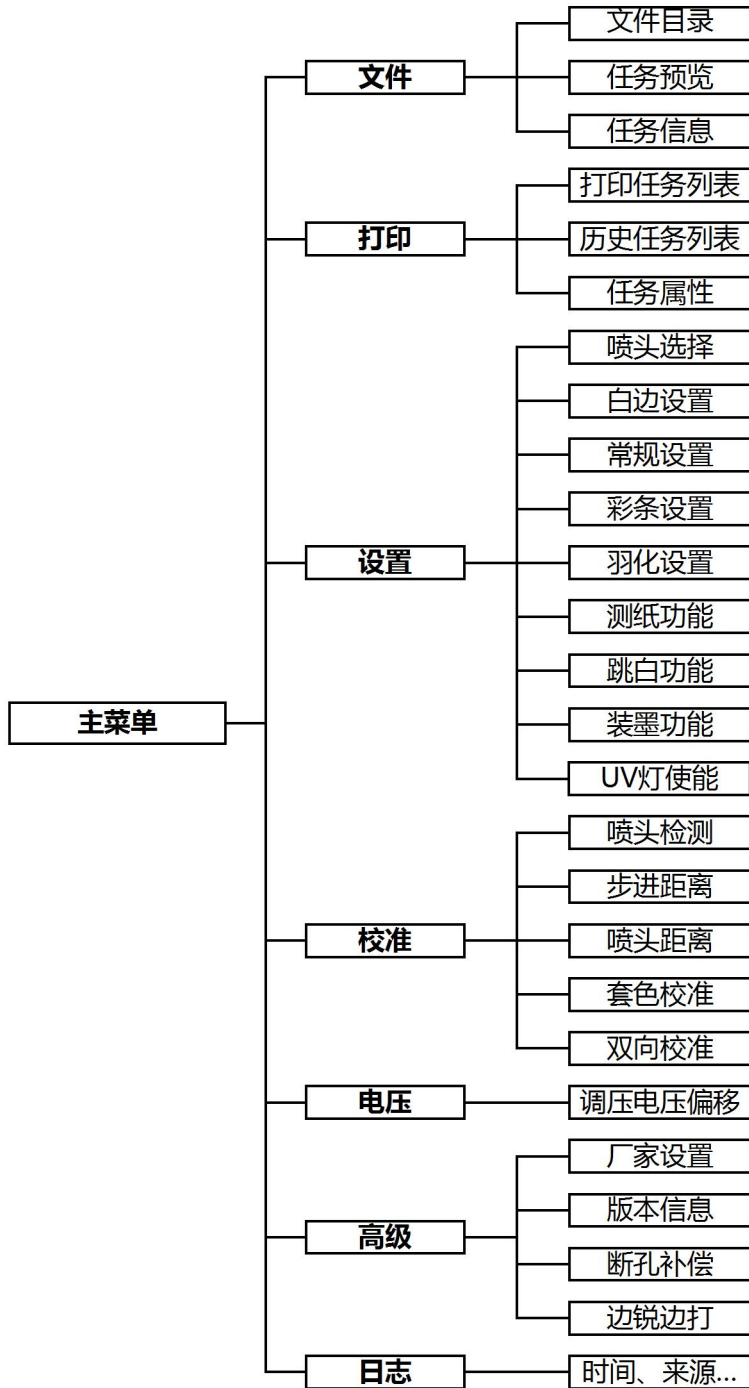 文件目录
文件
任务预览
任务信息
打印任务列表
打印
历史任务列表
任务属性
喷头选择
白边设置
常规设置
彩条设置
设置
羽化设置
测纸功能
跳白功能
主菜单
装墨功能
UV灯使能
喷头检测
步进距离
校准
喷头距离
套色校准
双向校准
电压
调压电压偏移
厂家设置
版本信息
高级
断孔补偿
边锐边打
日志
时间、来源...